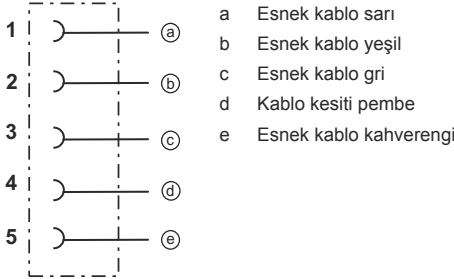 1 a
2 b
3 c
4 d
5 e
a Esnek kablo sarı
b Esnek kablo yeşil
c Esnek kablo gri
d Kablo kesiti pembe
e Esnek kablo kahverengi